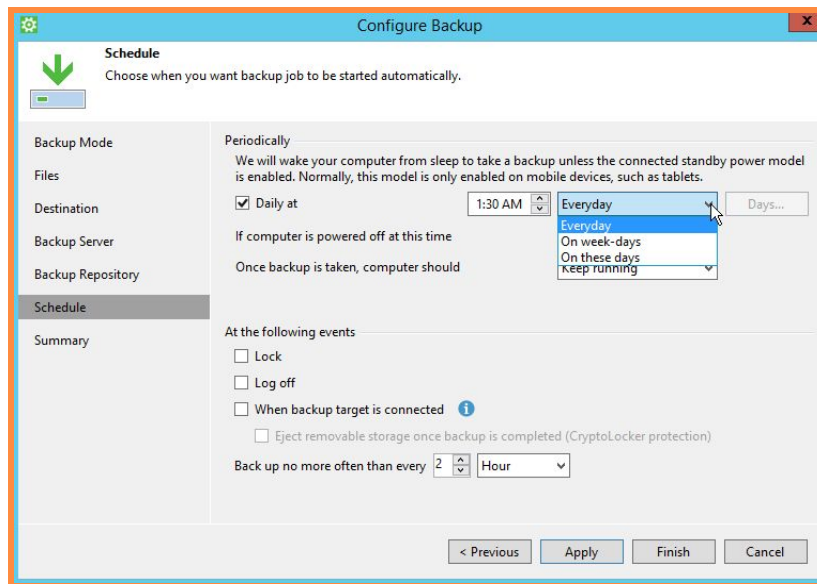 Configure Backup
x
Schedule
Choose when you want backup job to be started automatically.
Backup Mode
Files
Destination
Backup Server
Backup Repository
Schedule
Summary
Periodically
We will wake your computer from sleep to take a backup unless the connected standby power model
is enabled. Normally, this model is only enabled on mobile devices, such as tablets.
Daily at
1:30 AM
Everyday
Days...
Everyday
On week-days
On these days
If computer is powered off at this time
Once backup is taken, computer should
Keep running
At the following events
Lock
Log off
When backup target is connected
Eject removable storage once backup is completed (CryptoLocker protection)
Back up no more often than every 2 Hour
< Previous
Apply
Finish
Cancel